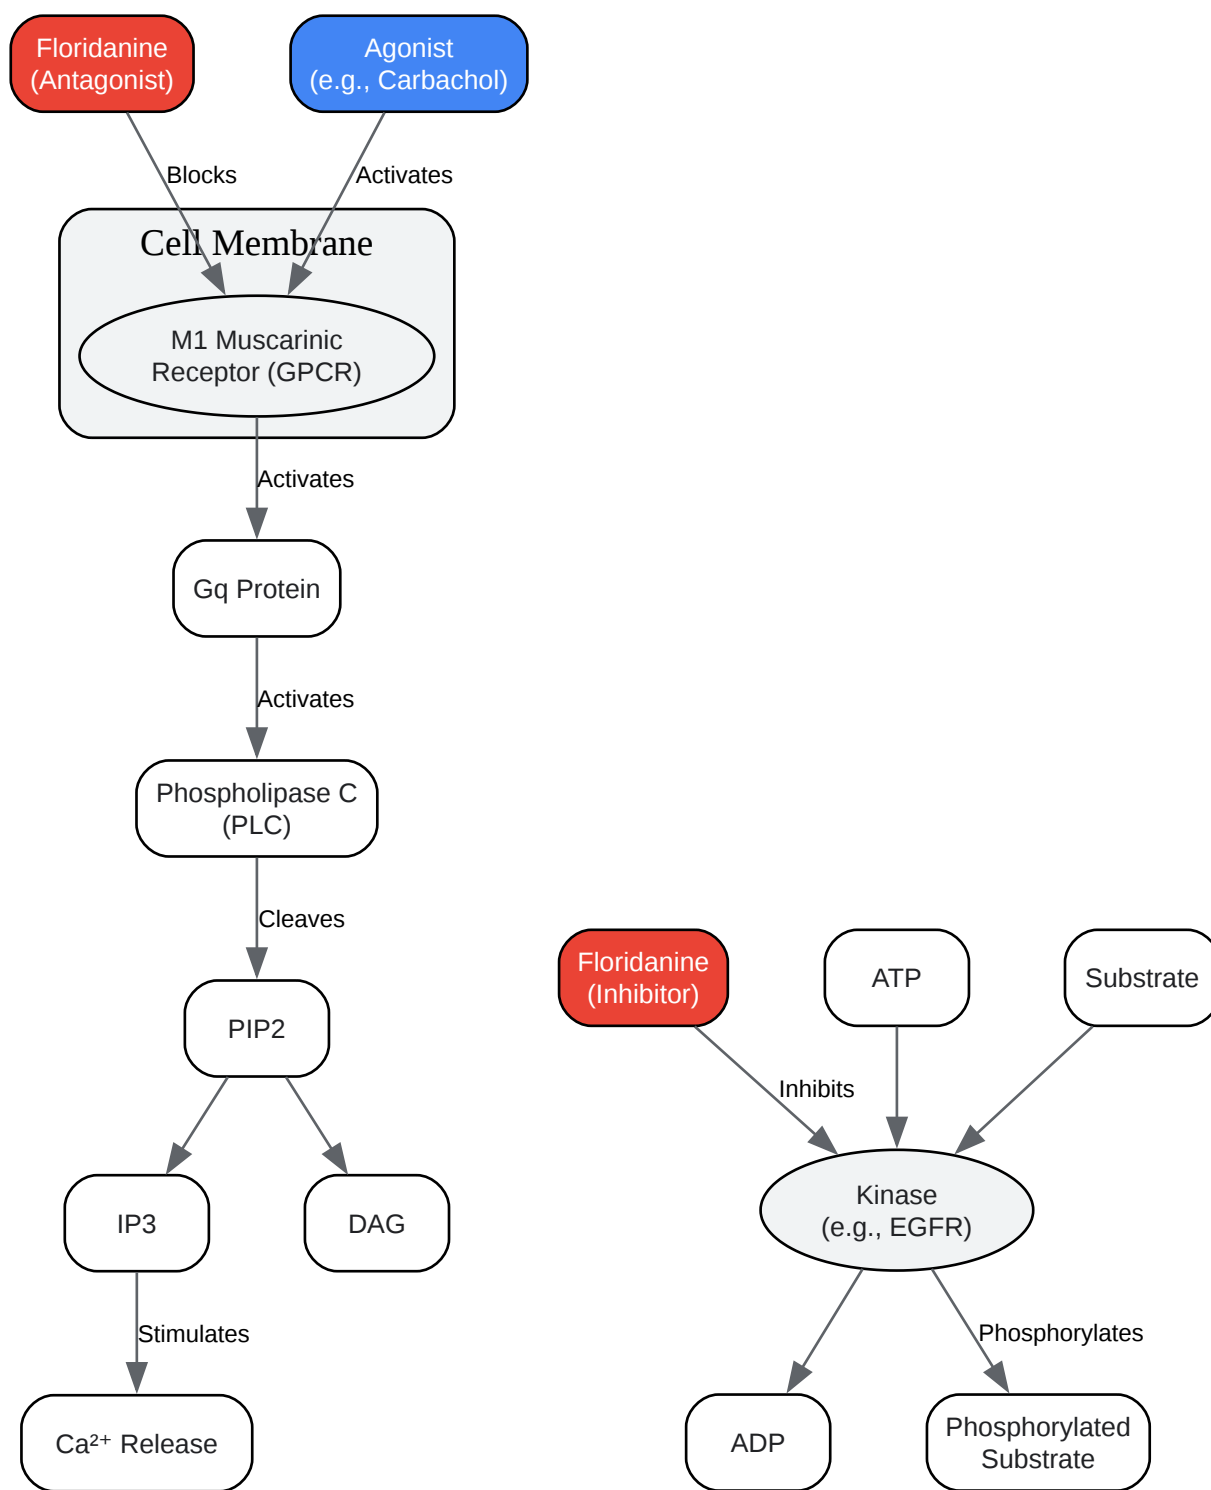 Floridanine
(Antagonist)
Agonist
(e.g., Carbachol)
Blocks
Activates
Cell Membrane
M1 Muscarinic
Receptor (GPCR)
Activates
Gq Protein
Activates
Phospholipase C
(PLC)
Cleaves
PIP2
IP3
DAG
Stimulates
Ca²⁺ Release
Floridanine
(Inhibitor)
ATP
Substrate
Inhibits
Kinase
(e.g., EGFR)
Phosphorylates
ADP
Phosphorylated
Substrate